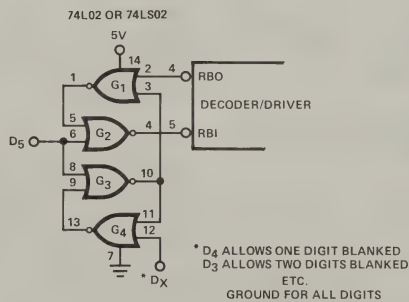 74L02 OR 74LS02
5V
14
1
2
3
G1
4
RBO
DECODER/DRIVER
5
6
G2
4
5
RBI
D5
8
9
G3
10
13
G4
11
12
7
* DX
* D4 ALLOWS ONE DIGIT BLANKED
D3 ALLOWS TWO DIGITS BLANKED
ETC.
GROUND FOR ALL DIGITS